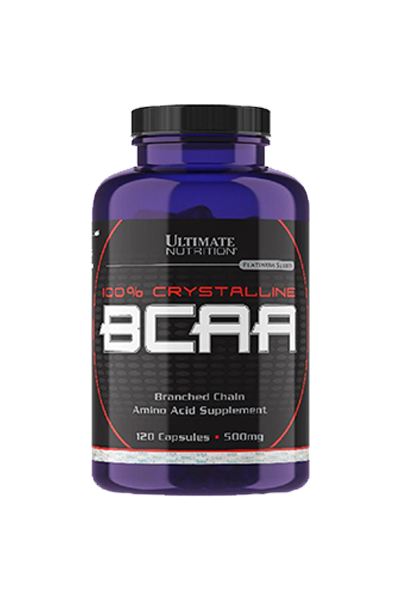 ULTIMATE
NUTRITION®
PLATINUM SERIES
100% CRYSTALLINE
BCAA
Branched Chain
Amino Acid Supplement
120 Capsules • 500mg